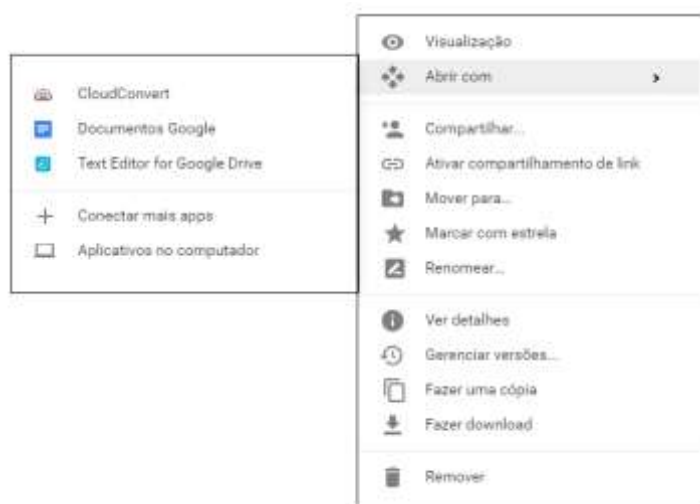 Visualização
Abrir com
CloudConvert
Documentos Google
Text Editor for Google Drive
Conectar mais apps
Aplicativos no computador
Compartilhar...
Ativar compartilhamento de link
Mover para...
Marcar com estrela
Renomear...
Ver detalhes
Gerenciar versões...
Fazer uma cópia
Fazer download
Remover